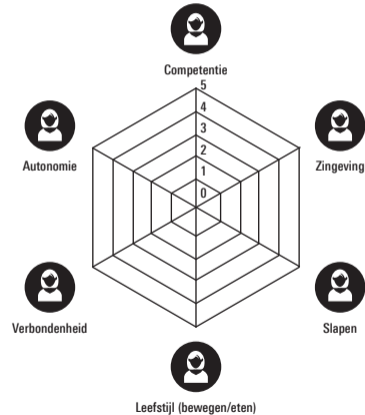 Competentie
5
4
3
2
1
0
Autonomie
Zingeving
Verbondenheid
Slapen
Leefstijl (bewegen/eten)